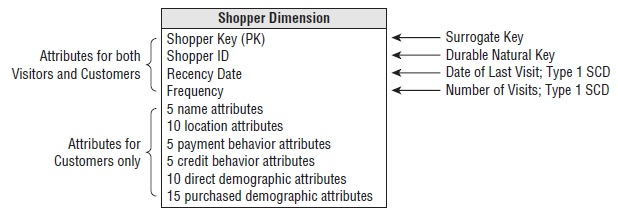 Shopper Dimension
Attributes for both
Visitors and Customers
Shopper Key (PK)
Shopper ID
Recency Date
Frequency
Surrogate Key
Durable Natural Key
Date of Last Visit; Type 1 SCD
Number of Visits; Type 1 SCD
Attributes for
Customers only
5 name attributes
10 location attributes
5 payment behavior attributes
5 credit behavior attributes
10 direct demographic attributes
15 purchased demographic attributes